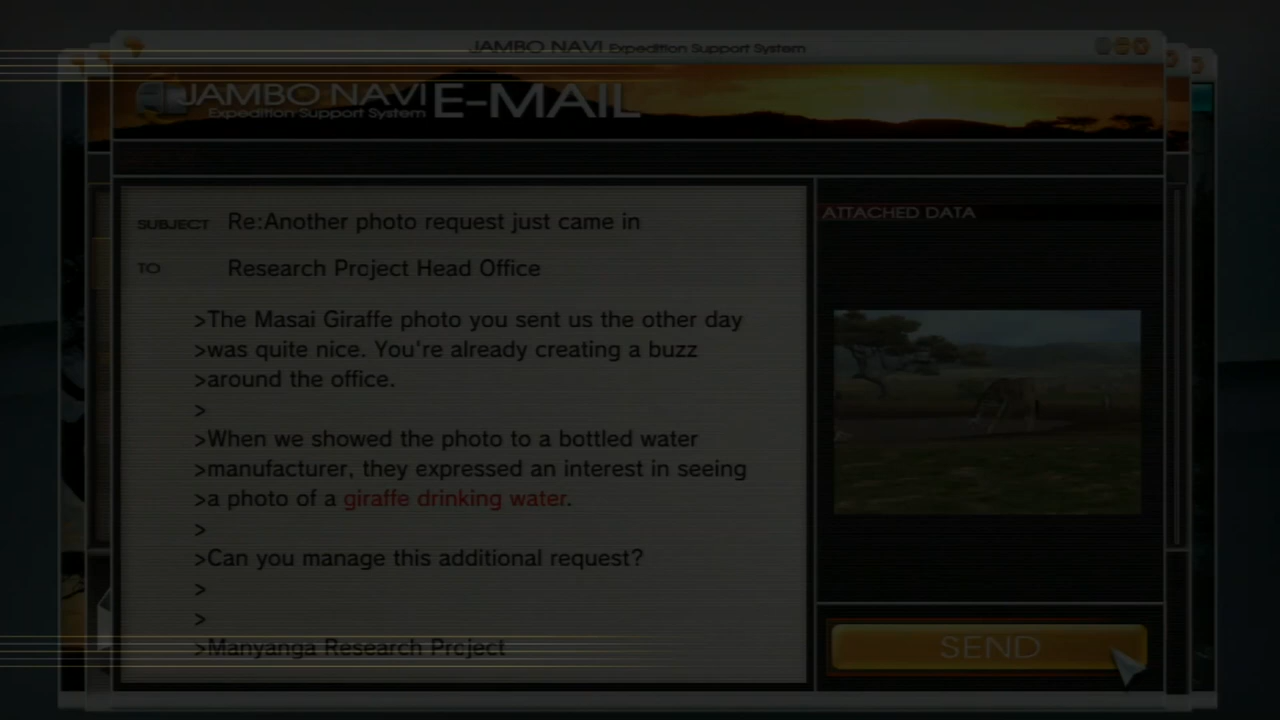 JAMBO NAVI Expedition Support System
JAMBO NAVI E-MAIL
Expedition Support System
SUBJECT Re:Another photo request just came in
TO Research Project Head Office
ATTACHED DATA
>The Masai Giraffe photo you sent us the other day
>was quite nice. You're already creating a buzz
>around the office.
>
>When we showed the photo to a bottled water
>manufacturer, they expressed an interest in seeing
>a photo of a giraffe drinking water.
>
>Can you manage this additional request?
>
>
>Manyanga Research Project
SEND